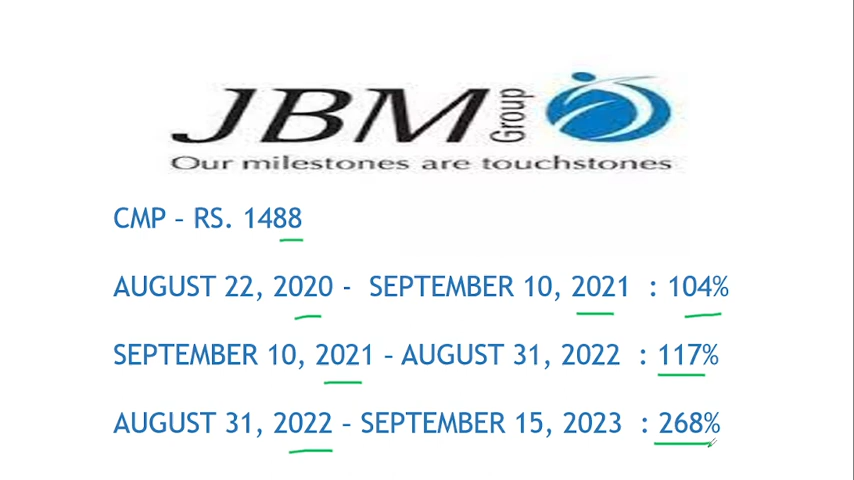 JBM Group
Our milestones are touchstones
CMP – RS. 1488
AUGUST 22, 2020 - SEPTEMBER 10, 2021 : 104%
SEPTEMBER 10, 2021 – AUGUST 31, 2022 : 117%
AUGUST 31, 2022 – SEPTEMBER 15, 2023 : 268%